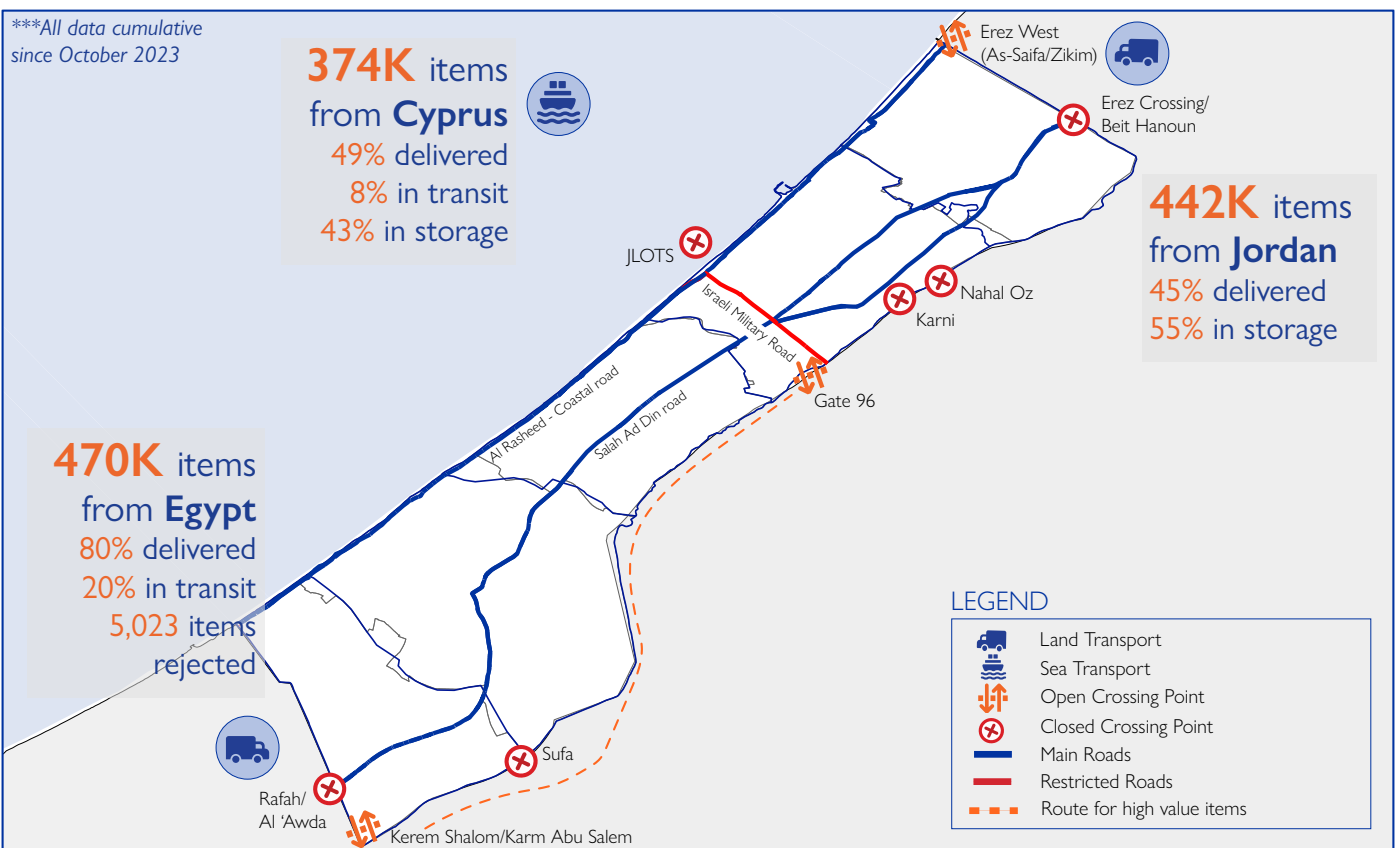 ***All data cumulative
since October 2023
374K items
from Cyprus
49% delivered
8% in transit
43% in storage
Erez West
(As-Saifa/Zikim)
Erez Crossing/
Beit Hanoun
442K items
from Jordan
45% delivered
55% in storage
JLOTS
Israeli Military Road
Nahal Oz
Karni
Gate 96
Al Rasheed - Coastal road
Salah Ad Din road
470K items
from Egypt
80% delivered
20% in transit
5,023 items
rejected
Sufa
Rafah/
Al ‘Awda
Kerem Shalom/Karm Abu Salem
LEGEND
Land Transport
Sea Transport
Open Crossing Point
Closed Crossing Point
Main Roads
Restricted Roads
Route for high value items